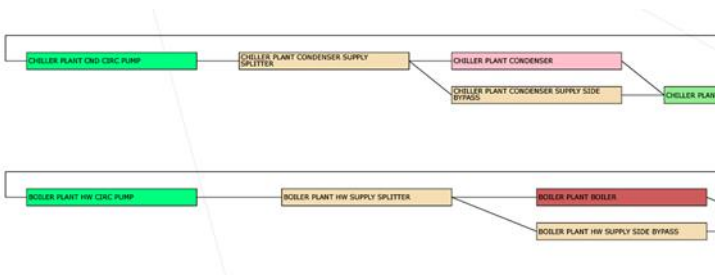 CHILLER PLANT CND CIRC PUMP
CHILLER PLANT CONDENSER SUPPLY
SPLITTER
CHILLER PLANT CONDENSER
CHILLER PLANT CONDENSER SUPPLY SIDE
BYPASS
CHILLER PLAN
BOILER PLANT HW CIRC PUMP
BOILER PLANT HW SUPPLY SPLITTER
BOILER PLANT BOILER
BOILER PLANT HW SUPPLY SIDE BYPASS